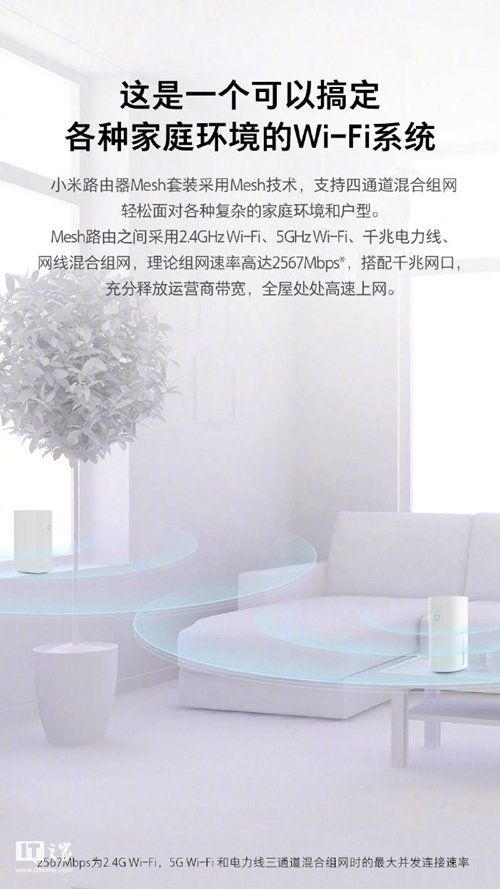 这是一个可以搞定
各种家庭环境的Wi-Fi系统
小米路由器Mesh套装采用Mesh技术，支持四通道混合组网
轻松面对各种复杂的家庭环境和户型。
Mesh路由之间采用2.4GHz Wi-Fi、5GHz Wi-Fi、千兆电力线、
网线混合组网，理论组网速率高达2567Mbps*，搭配千兆网口，
充分释放运营商带宽，全屋处处高速上网。
IT之家
www.ithome.com
2567Mbps为2.4G Wi-Fi，5G Wi-Fi 和电力线三通道混合组网时的最大并发连接速率